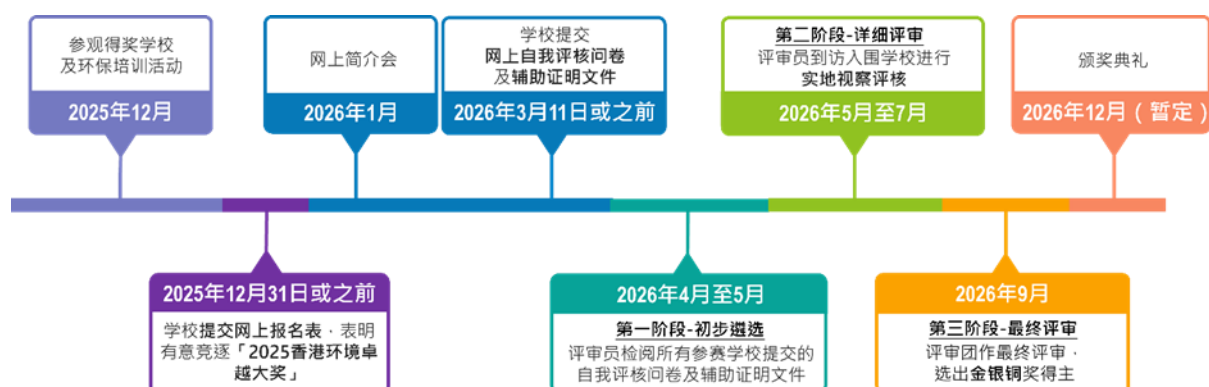 参观得奖学校
及环保培训活动
2025年12月
网上简介会
2026年1月
学校提交
网上自我评核问卷
及辅助证明文件
2026年3月11日或之前
第二阶段-详细评审
评审员到访入围学校进行
实地视察评核
2026年5月至7月
颁奖典礼
2026年12月（暂定）
2025年12月31日或之前
学校提交网上报名表，表明
有意竞逐「2025香港环境卓
越大奖」
2026年4月至5月
第一阶段-初步遴选
评审员检阅所有参赛学校提交的
自我评核问卷及辅助证明文件
2026年9月
第三阶段-最终评审
评审团作最终评审，
选出金银铜奖得主